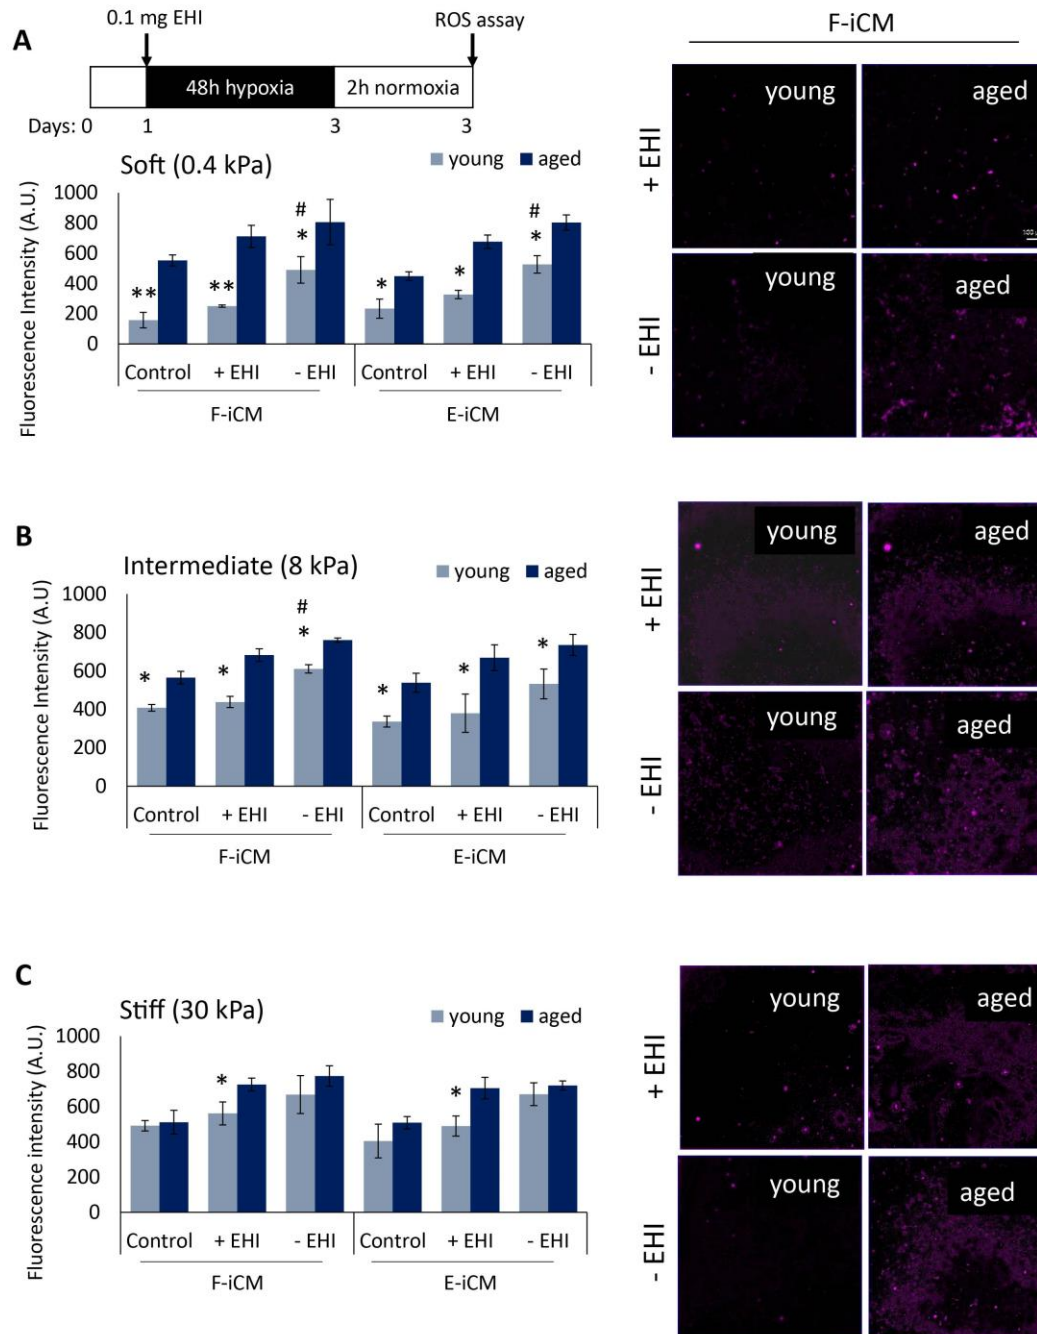 A
0.1 mg EHI
ROS assay
48h hypoxia
2h normoxia
Days: 0 1 3 3
Soft (0.4 kPa)
young aged
Fluorescence Intensity (A.U.)
1000
800
600
400
200
0
** ** # * * * # *
Control + EHI - EHI Control + EHI - EHI
F-iCM E-iCM
F-iCM
+ EHI
young
aged
- EHI
young
aged
B
Intermediate (8 kPa)
young aged
Fluorescence Intensity (A.U)
1000
800
600
400
200
0
* * # * * * *
Control + EHI - EHI Control + EHI - EHI
F-iCM E-iCM
+ EHI
young
aged
- EHI
young
aged
C
Stiff (30 kPa)
young aged
Fluorescence intensity (A.U.)
1000
800
600
400
200
0
* *
Control + EHI - EHI Control + EHI - EHI
F-iCM E-iCM
+ EHI
young
aged
- EHI
young
aged